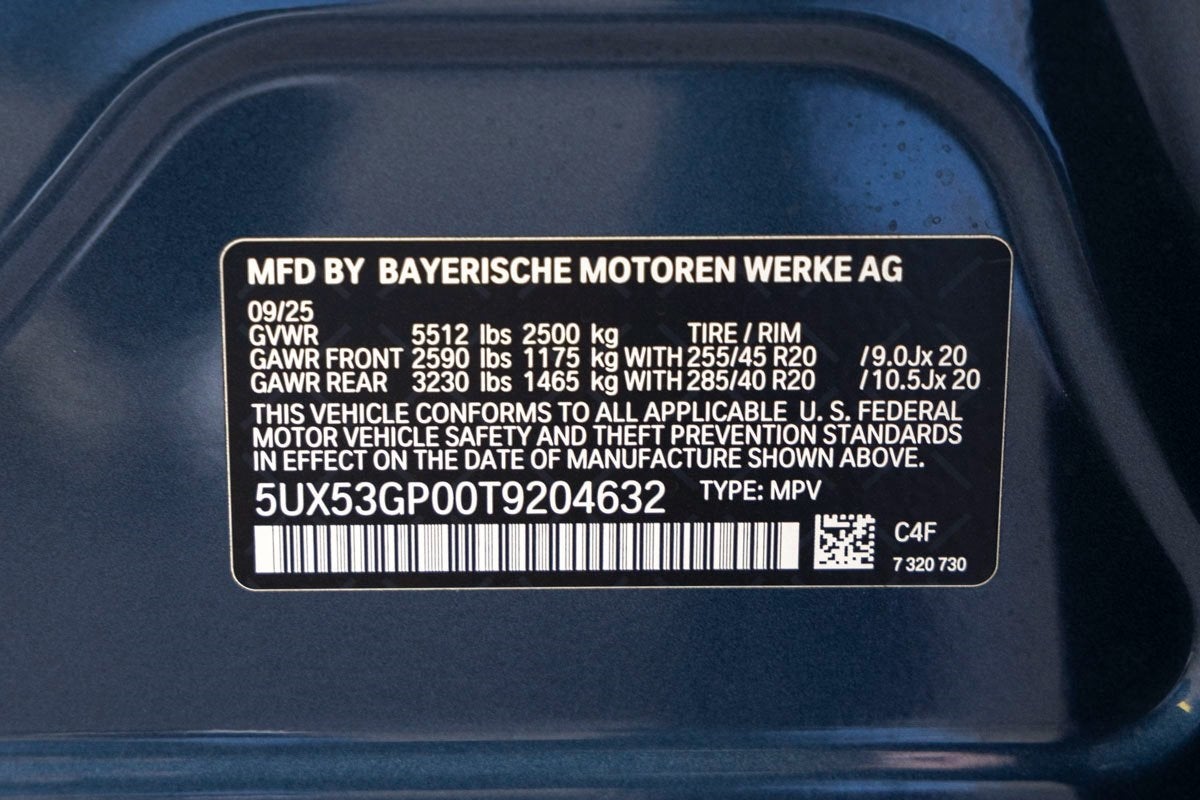 MFD BY BAYERISCHE MOTOREN WERKE AG
09/25
GVWR 5512 lbs 2500 kg TIRE / RIM
GAWR FRONT 2590 lbs 1175 kg WITH 255/45 R20 /9.0Jx 20
GAWR REAR 3230 lbs 1465 kg WITH 285/40 R20 /10.5Jx 20
THIS VEHICLE CONFORMS TO ALL APPLICABLE U. S. FEDERAL
MOTOR VEHICLE SAFETY AND THEFT PREVENTION STANDARDS
IN EFFECT ON THE DATE OF MANUFACTURE SHOWN ABOVE.
5UX53GP00T9204632 TYPE: MPV
C4F
7 320 730